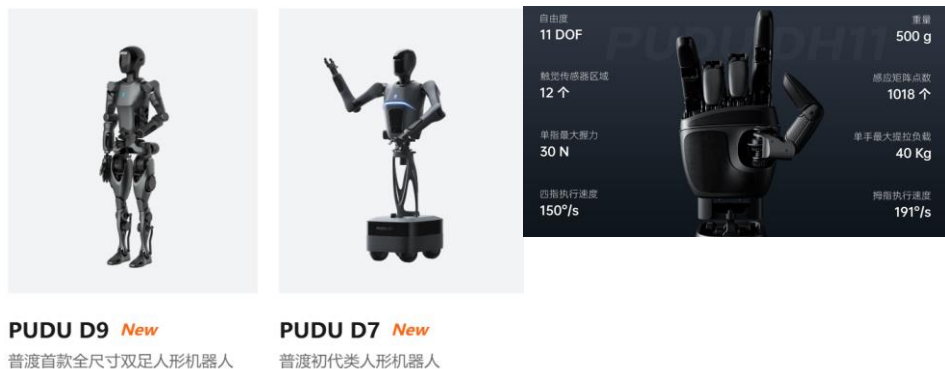 PUDU D9 New
普渡首款全尺寸双足人形机器人
PUDU D7 New
普渡初代类人形机器人
PUDU DH11
自由度
11 DOF
重量
500 g
触觉传感器区域
12 个
感应矩阵点数
1018 个
单指最大握力
30 N
单手最大提拉负载
40 Kg
四指执行速度
150°/s
拇指执行速度
191°/s